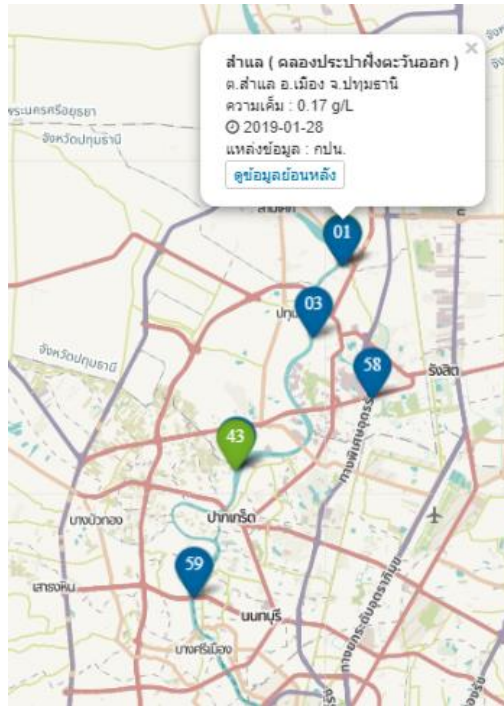 สำแล ( คลองประปาฝั่งตะวันออก )
ต.สำแล อ.เมือง จ.ปทุมธานี
ความเค็ม : 0.17 g/L
2019-01-28
แหล่งข้อมูล : กปน.
ดูข้อมูลย้อนหลัง
พระนครศรีอยุธยา
จังหวัดปทุมธานี
01
03
58
รังสิต
จังหวัดปทุมธานี
43
บางบัวทอง
ปากเกร็ด
59
นนทบุรี
บางศรีเมือง